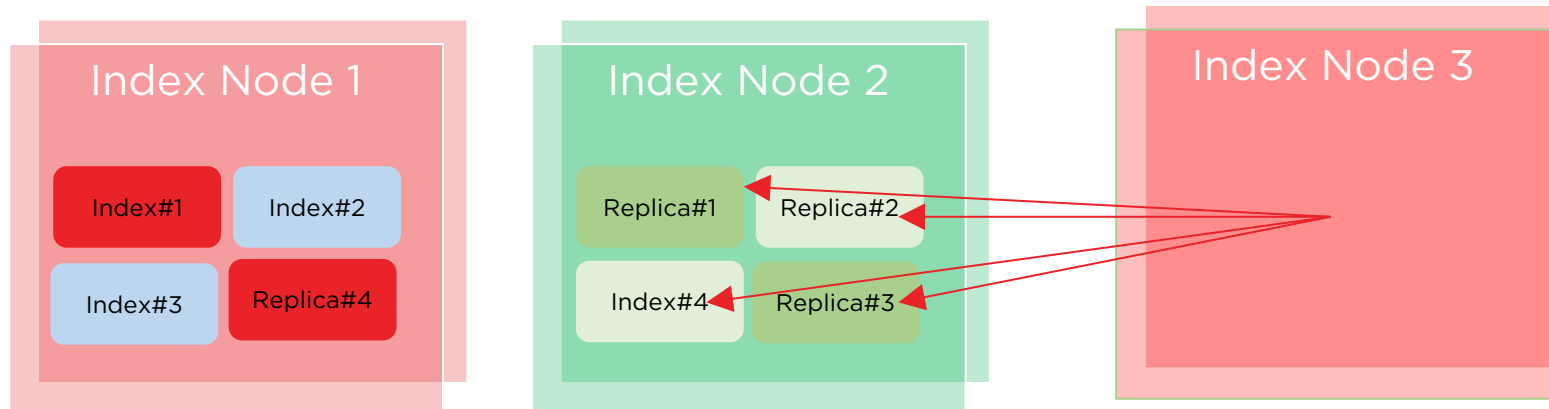 Index Node 1
Index#1
Index#2
Index#3
Replica#4
Index Node 2
Replica#1
Replica#2
Index#4
Replica#3
Index Node 3